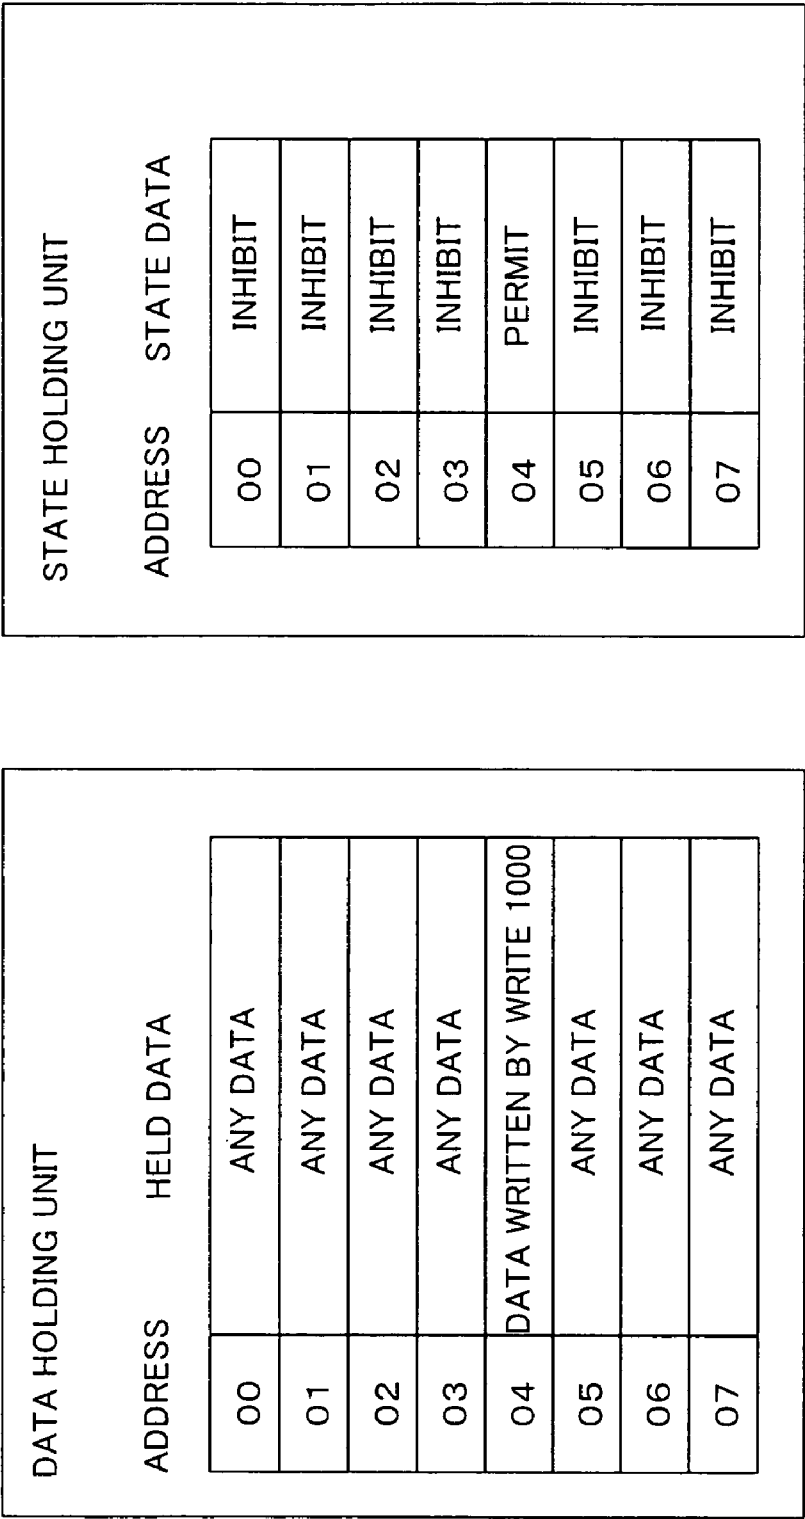 DATA HOLDING UNIT
ADDRESS HELD DATA
00 ANY DATA
01 ANY DATA
02 ANY DATA
03 ANY DATA
04 DATA WRITTEN BY WRITE 1000
05 ANY DATA
06 ANY DATA
07 ANY DATA
STATE HOLDING UNIT
ADDRESS STATE DATA
00 INHIBIT
01 INHIBIT
02 INHIBIT
03 INHIBIT
04 PERMIT
05 INHIBIT
06 INHIBIT
07 INHIBIT